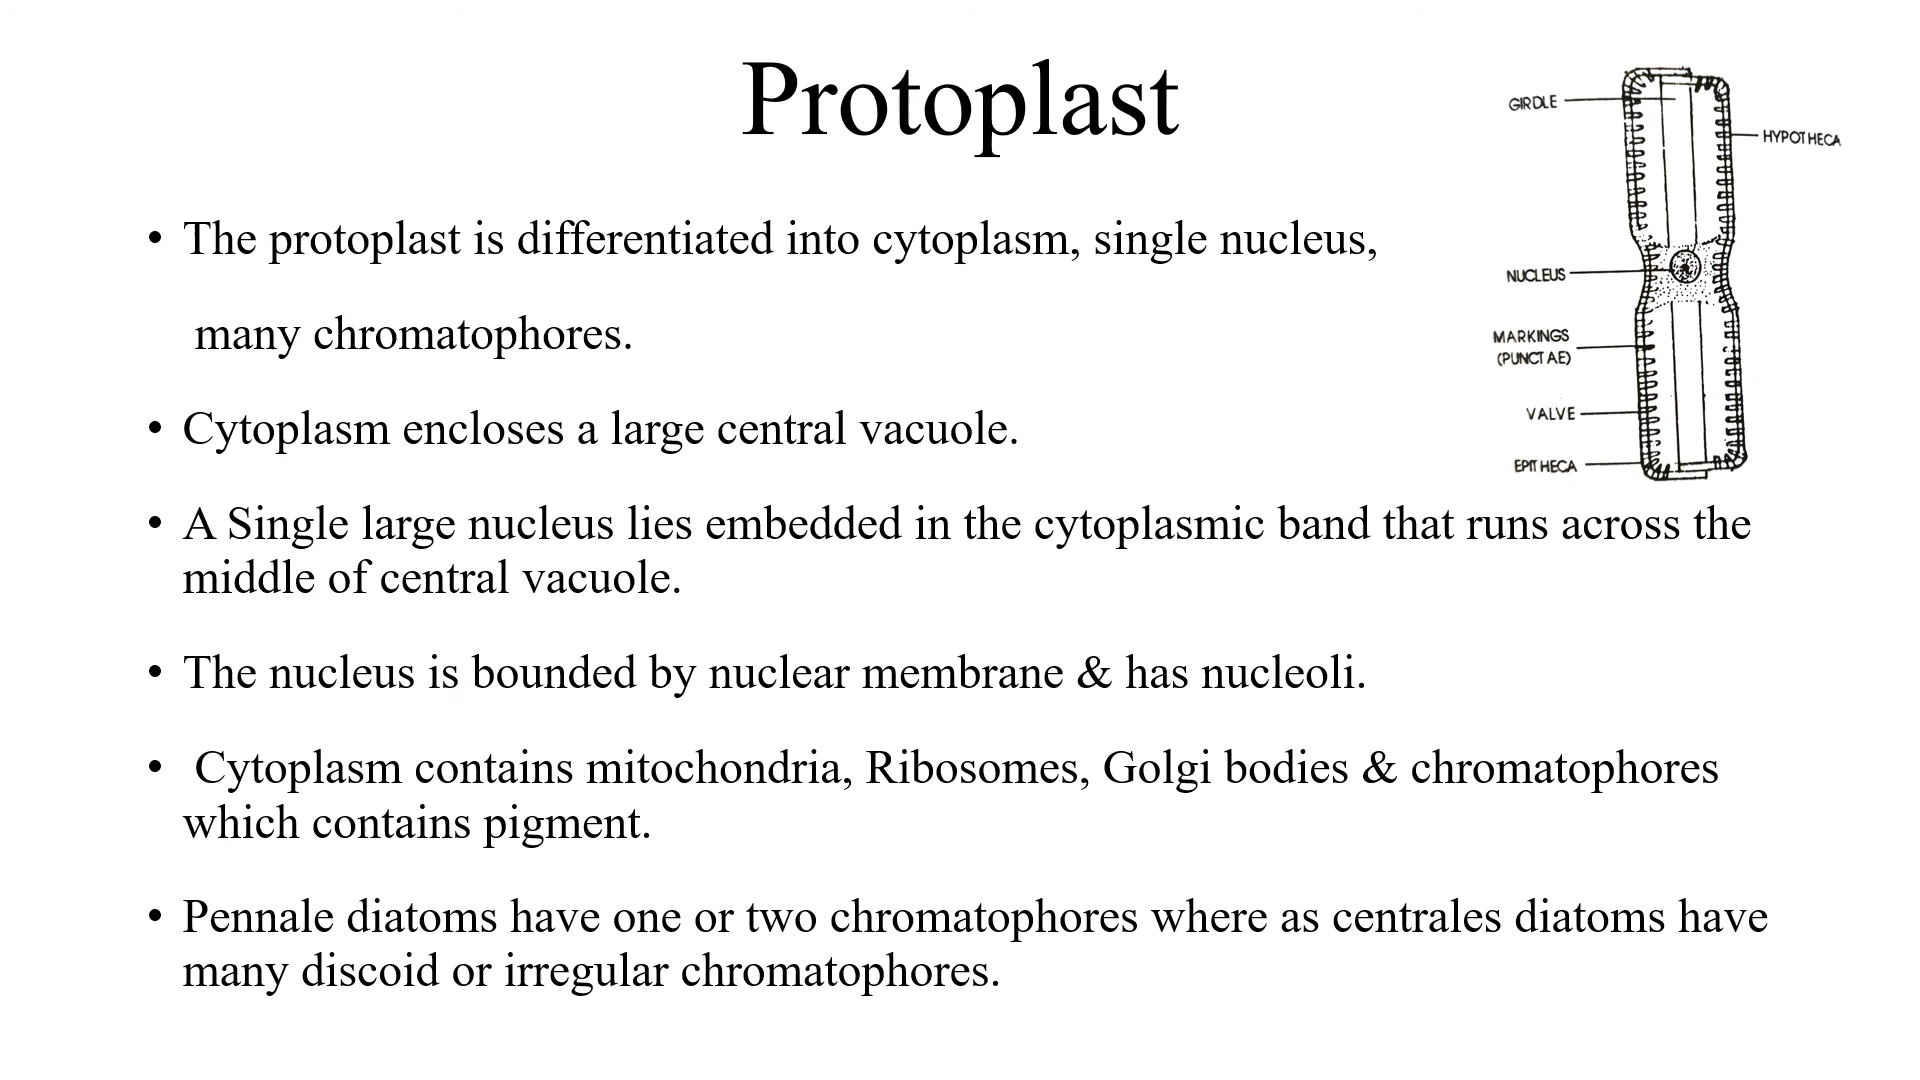 Protoplast
GIRDLE
HYPOTHECA
• The protoplast is differentiated into cytoplasm, single nucleus,
NUCLEUS
many chromatophores.
MARKINGS
(PUNCTAE)
• Cytoplasm encloses a large central vacuole.
VALVE
EPITHECA
• A Single large nucleus lies embedded in the cytoplasmic band that runs across the
middle of central vacuole.
• The nucleus is bounded by nuclear membrane & has nucleoli.
• Cytoplasm contains mitochondria, Ribosomes, Golgi bodies & chromatophores
which contains pigment.
• Pennale diatoms have one or two chromatophores where as centrales diatoms have
many discoid or irregular chromatophores.